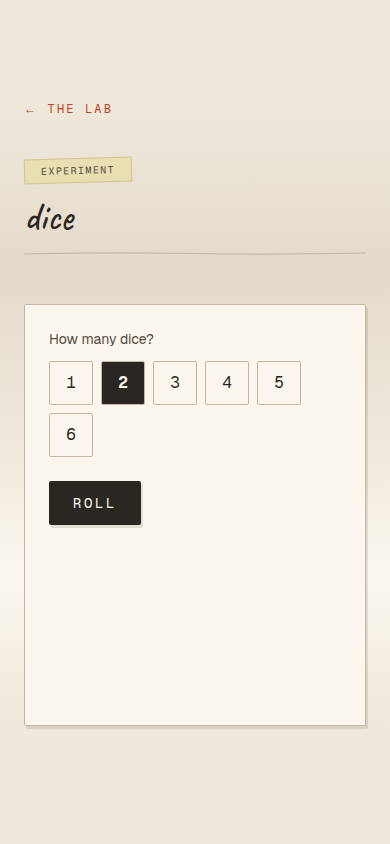 ← THE LAB
EXPERIMENT
dice
How many dice?
1 2 3 4 5
6
ROLL